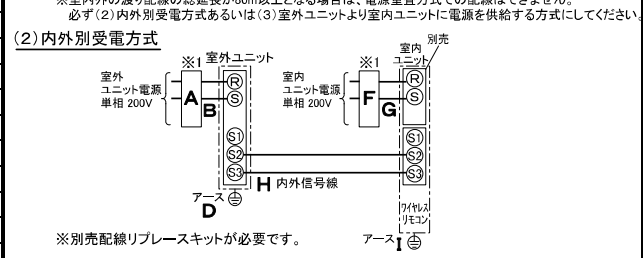 ※室内外の渡り配線の総延長が80m以上となる場合は、電源重畳方式での配線はできません。
必ず(2)内外別受電方式あるいは(3)室外ユニットより室内ユニットに電源を供給する方式にしてください。
(2)内外別受電方式
室外
ユニット電源
単相 200V
※1
A
B
室外ユニット
R
S
S1
S2
S3
アース
D
H 内外信号線
室内
ユニット電源
単相 200V
※1
F
G
室内
ユニット
別売
R
S
S1
S2
S3
ワイヤレス
リモコン
アース I
※別売配線リプレースキットが必要です。